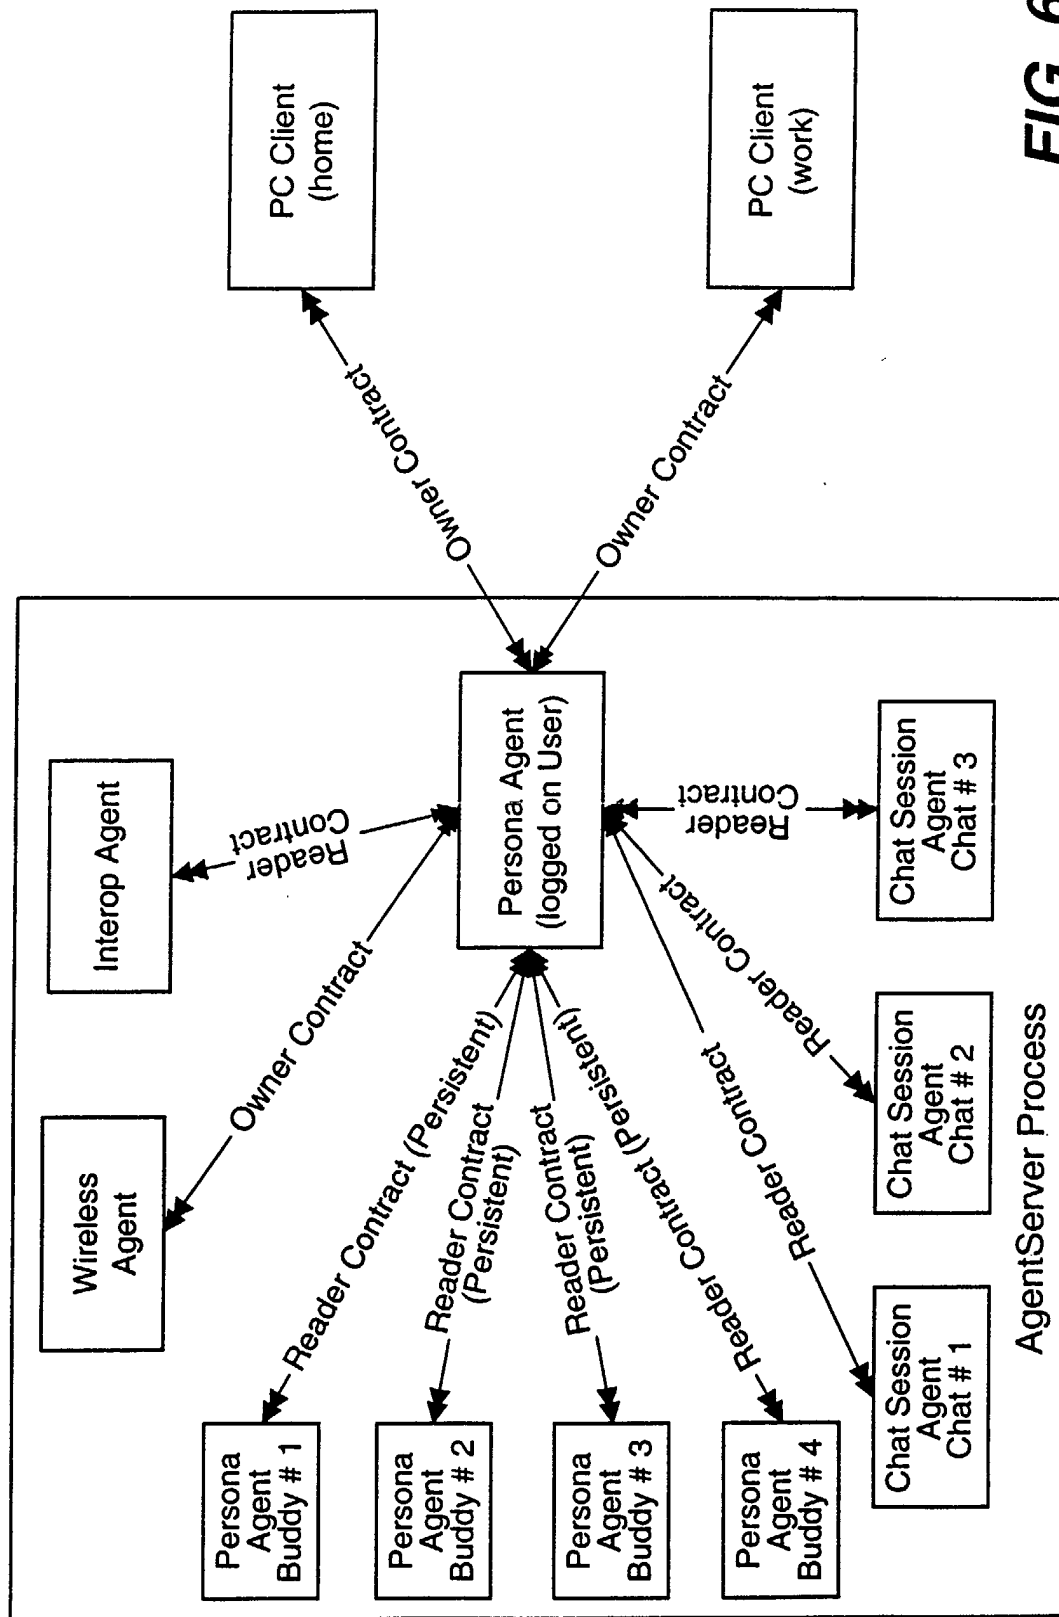 Wireless
Agent
Interop Agent
Owner Contract
Reader
Contract
Persona
Agent
Buddy # 1
Reader Contract (Persistent)
Persona
Agent
Buddy # 2
Reader Contract
(Persistent)
Persona
Agent
Buddy # 3
Reader Contract
(Persistent)
Persona
Agent
Buddy # 4
Reader Contract (Persistent)
Persona Agent
(logged on User)
Owner Contract
PC Client
(home)
Owner Contract
PC Client
(work)
Reader Contract
Reader Contract
Reader
Contract
Chat Session
Agent
Chat # 1
Chat Session
Agent
Chat # 2
Chat Session
Agent
Chat # 3
AgentServer Process
FIG_6